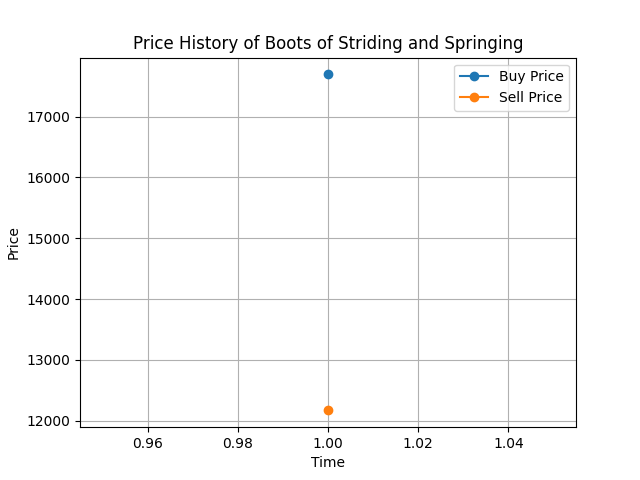 Price History of Boots of Striding and Springing
Buy Price
Sell Price
17000
16000
15000
14000
13000
12000
Price
0.96 0.98 1.00 1.02 1.04
Time